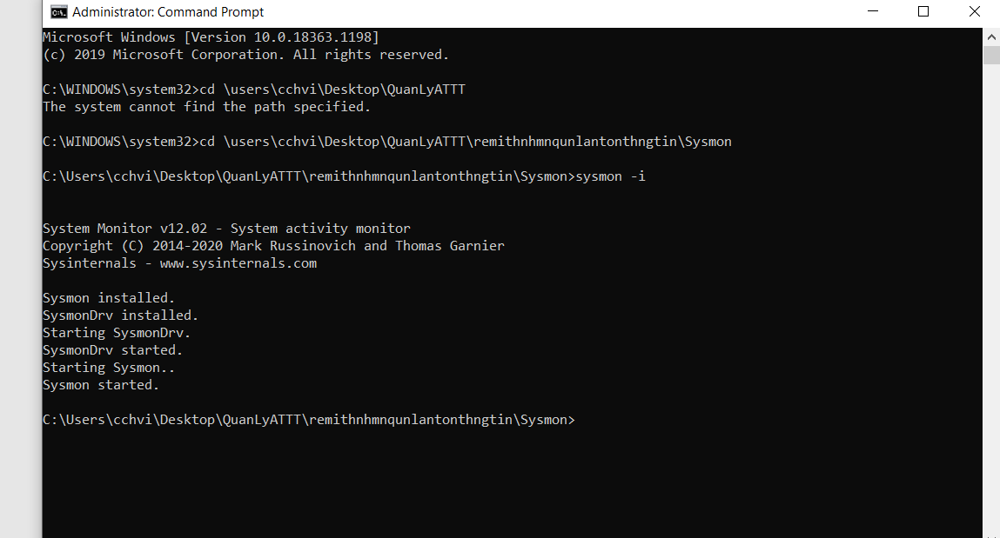 Administrator: Command Prompt
Microsoft Windows [Version 10.0.18363.1198]
(c) 2019 Microsoft Corporation. All rights reserved.
C:\WINDOWS\system32>cd \users\cchvi\Desktop\QuanLyATTT
The system cannot find the path specified.
C:\WINDOWS\system32>cd \users\cchvi\Desktop\QuanLyATTT\remithnhmnqunlantonthngtin\Sysmon
C:\Users\cchvi\Desktop\QuanLyATTT\remithnhmnqunlantonthngtin\Sysmon>sysmon -i
System Monitor v12.02 - System activity monitor
Copyright (C) 2014-2020 Mark Russinovich and Thomas Garnier
Sysinternals - www.sysinternals.com
Sysmon installed.
SysmonDrv installed.
Starting SysmonDrv.
SysmonDrv started.
Starting Sysmon..
Sysmon started.
C:\Users\cchvi\Desktop\QuanLyATTT\remithnhmnqunlantonthngtin\Sysmon>